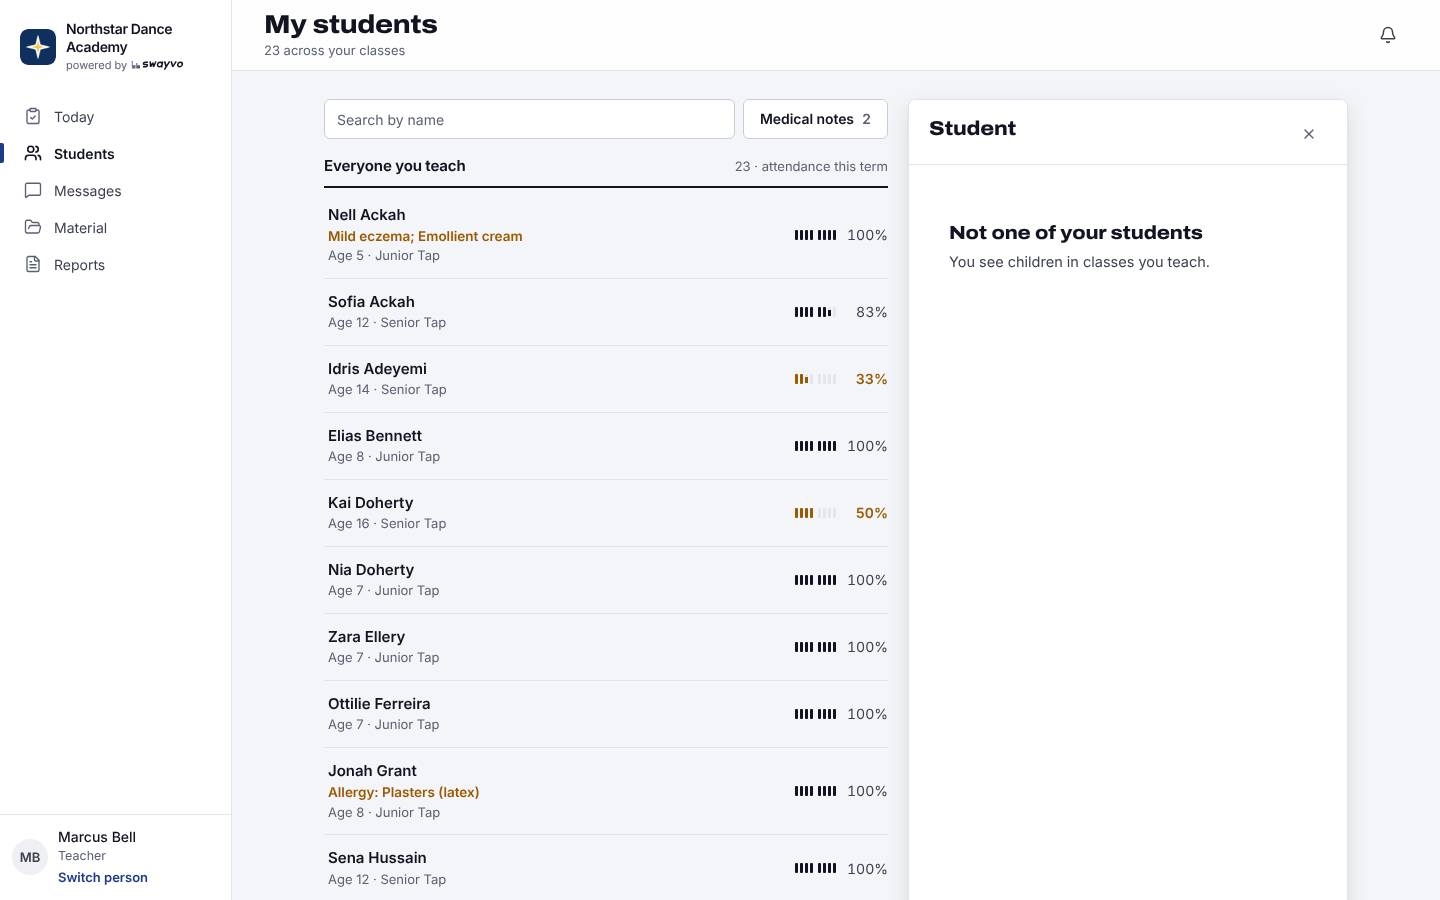 Northstar Dance
Academy
powered by swayvo
Today
Students
Messages
Material
Reports
Marcus Bell
MB
Teacher
Switch person
My students
23 across your classes
Search by name
Medical notes 2
Everyone you teach
23 · attendance this term
Nell Ackah
Mild eczema; Emollient cream
Age 5 · Junior Tap
100%
Sofia Ackah
Age 12 · Senior Tap
83%
Idris Adeyemi
Age 14 · Senior Tap
33%
Elias Bennett
Age 8 · Junior Tap
100%
Kai Doherty
Age 16 · Senior Tap
50%
Nia Doherty
Age 7 · Junior Tap
100%
Zara Ellery
Age 7 · Junior Tap
100%
Ottilie Ferreira
Age 7 · Junior Tap
100%
Jonah Grant
Allergy: Plasters (latex)
Age 8 · Junior Tap
100%
Sena Hussain
Age 12 · Senior Tap
100%
Student
Not one of your students
You see children in classes you teach.